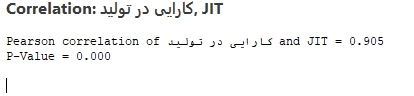 Correlation: کارایی در تولید, JIT
Pearson correlation of کارایی در تولید and JIT = 0.905
P-Value = 0.000